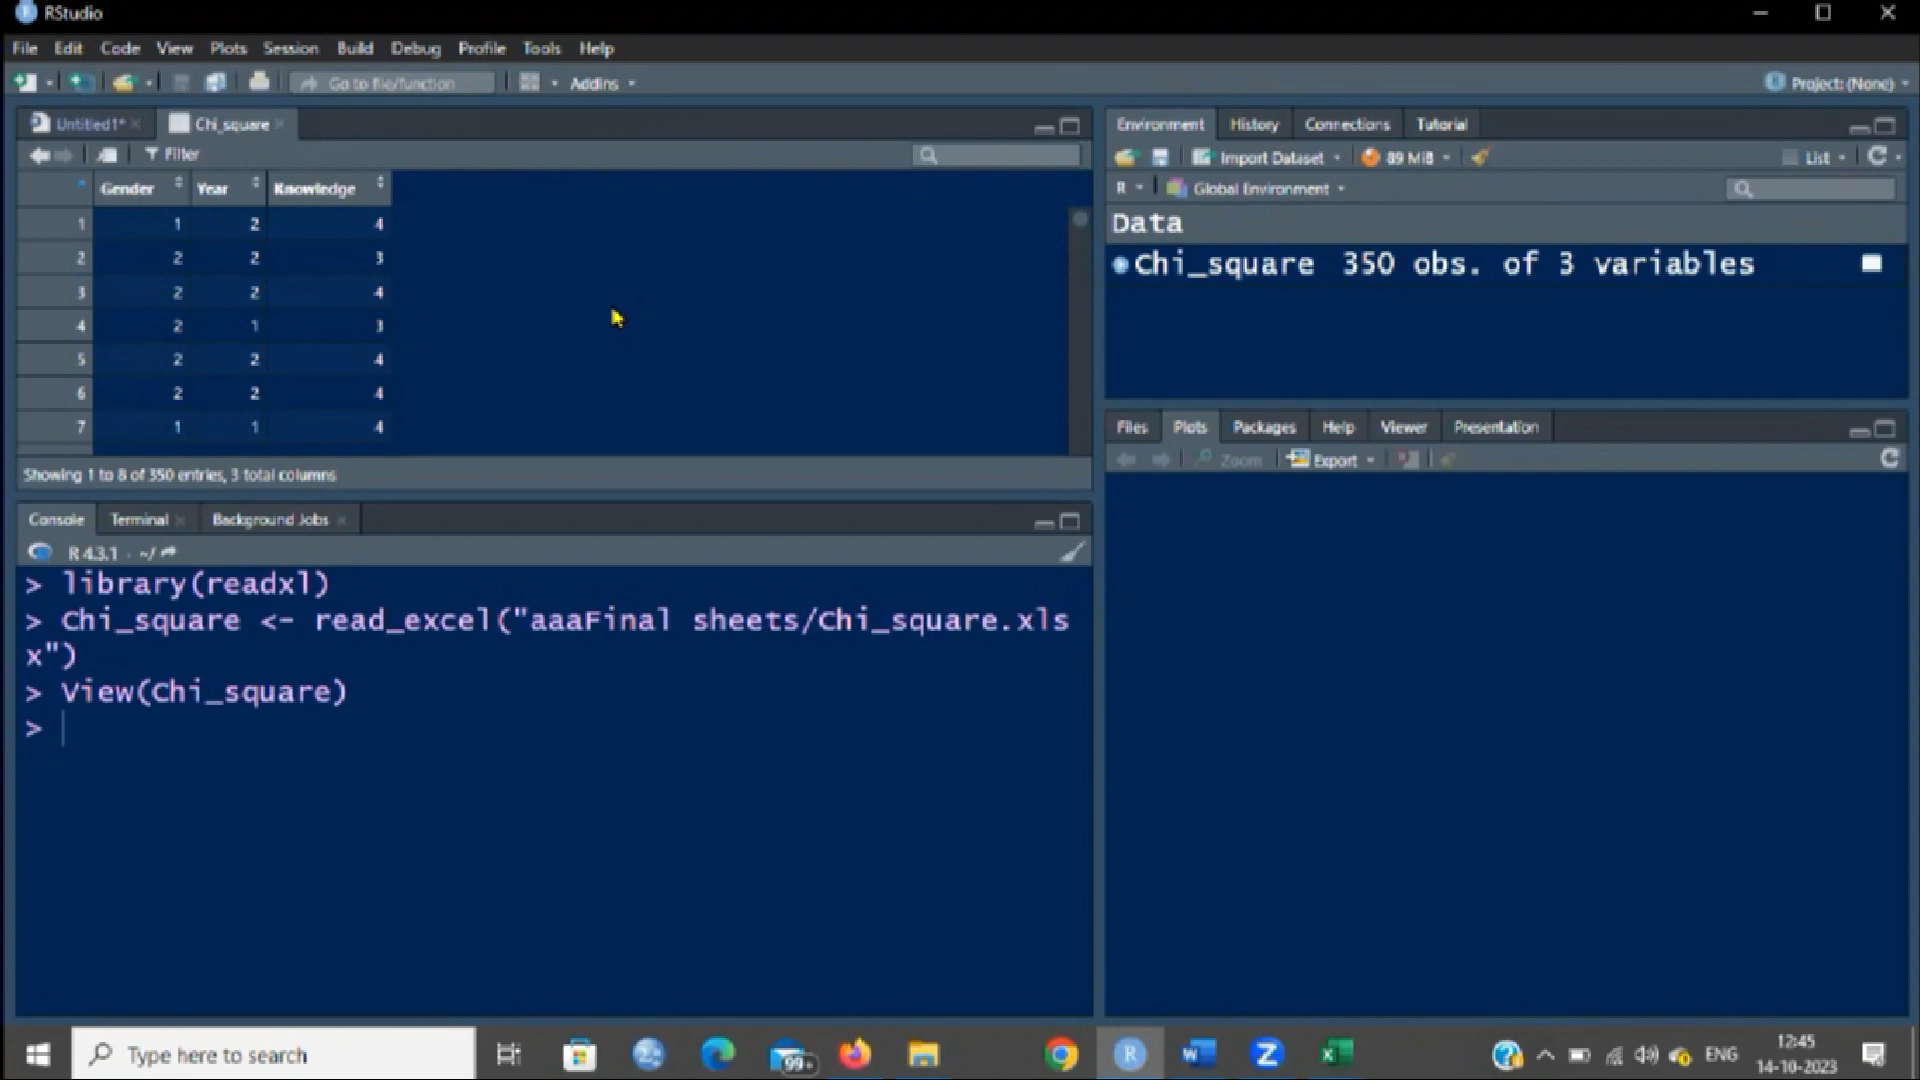 RStudio
File Edit Code View Plots Session Build Debug Profile Tools Help
Go to file/function Addins Project: (None)
Untitled1* Chi_square
Filter
Gender Year Knowledge
1 1 2 4
2 2 2 3
3 2 2 4
4 2 1 3
5 2 2 4
6 2 2 4
7 1 1 4
Showing 1 to 8 of 350 entries, 3 total columns
Console Terminal Background Jobs
R 4.3.1 · ~/
> library(readxl)
> Chi_square <- read_excel("aaaFinal sheets/Chi_square.xls
x")
> View(Chi_square)
>
Environment History Connections Tutorial
Import Dataset 89 MiB List
R Global Environment
Data
Chi_square 350 obs. of 3 variables
Files Plots Packages Help Viewer Presentation
Zoom Export
Type here to search
99+
ENG
12:45
14-10-2023